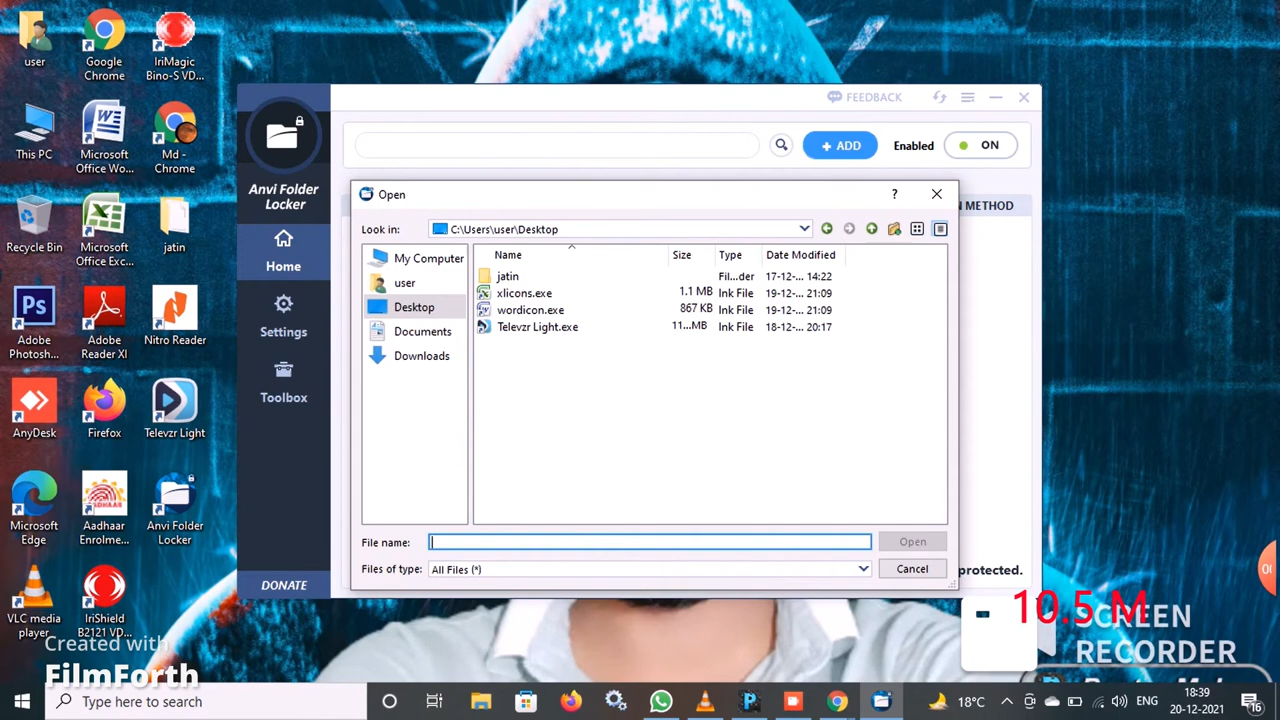 user
Google
Chrome
IriMagic
Bino-S VD...
This PC
Microsoft
Office Wo...
Md -
Chrome
Recycle Bin
Microsoft
Office Exc...
jatin
Adobe
Photosh...
Adobe
Reader XI
Nitro Reader
AnyDesk
Firefox
Televzr Light
Microsoft
Edge
Aadhaar
Enrolme...
Anvi Folder
Locker
VLC media
player
IriShield
B2121 VD...
Anvi Folder
Locker
Home
Settings
Toolbox
DONATE
FEEDBACK
+ ADD
Enabled
ON
N METHOD
Open
?
Look in:
C:\Users\user\Desktop
My Computer
user
Desktop
Documents
Downloads
Name Size Type Date Modified
jatin Fil...der 17-12-... 14:22
xlicons.exe 1.1 MB lnk File 19-12-... 21:09
wordicon.exe 867 KB lnk File 19-12-... 21:09
Televzr Light.exe 11...MB lnk File 18-12-... 20:17
File name:
Open
Files of type:
All Files (*)
Cancel
protected.
10.5 M
SCREEN
RECORDER
Created with
FilmForth
Type here to search
18°C
ENG
18:39
20-12-2021
16